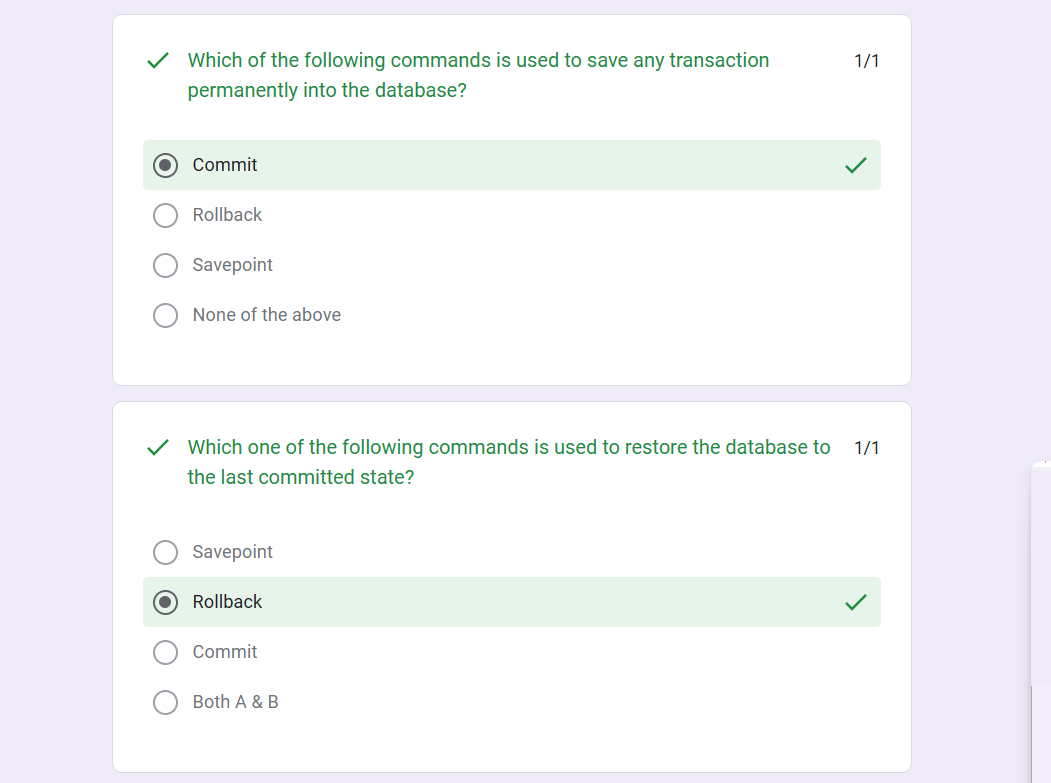 Which of the following commands is used to save any transaction
permanently into the database?
1/1
Commit
Rollback
Savepoint
None of the above
Which one of the following commands is used to restore the database to
the last committed state?
1/1
Savepoint
Rollback
Commit
Both A & B